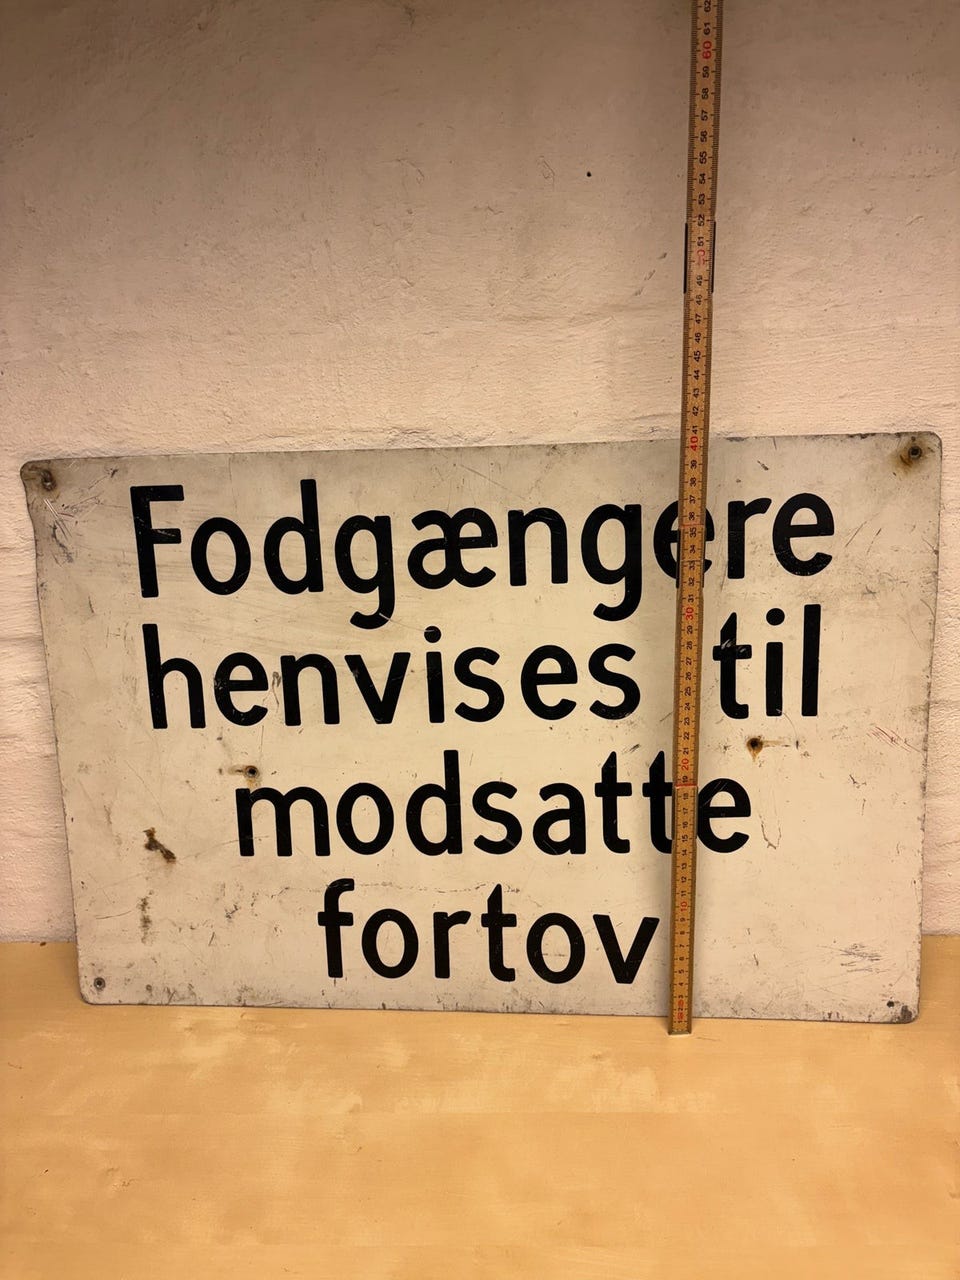 Fodgængere
henvises til
modsatte
fortov